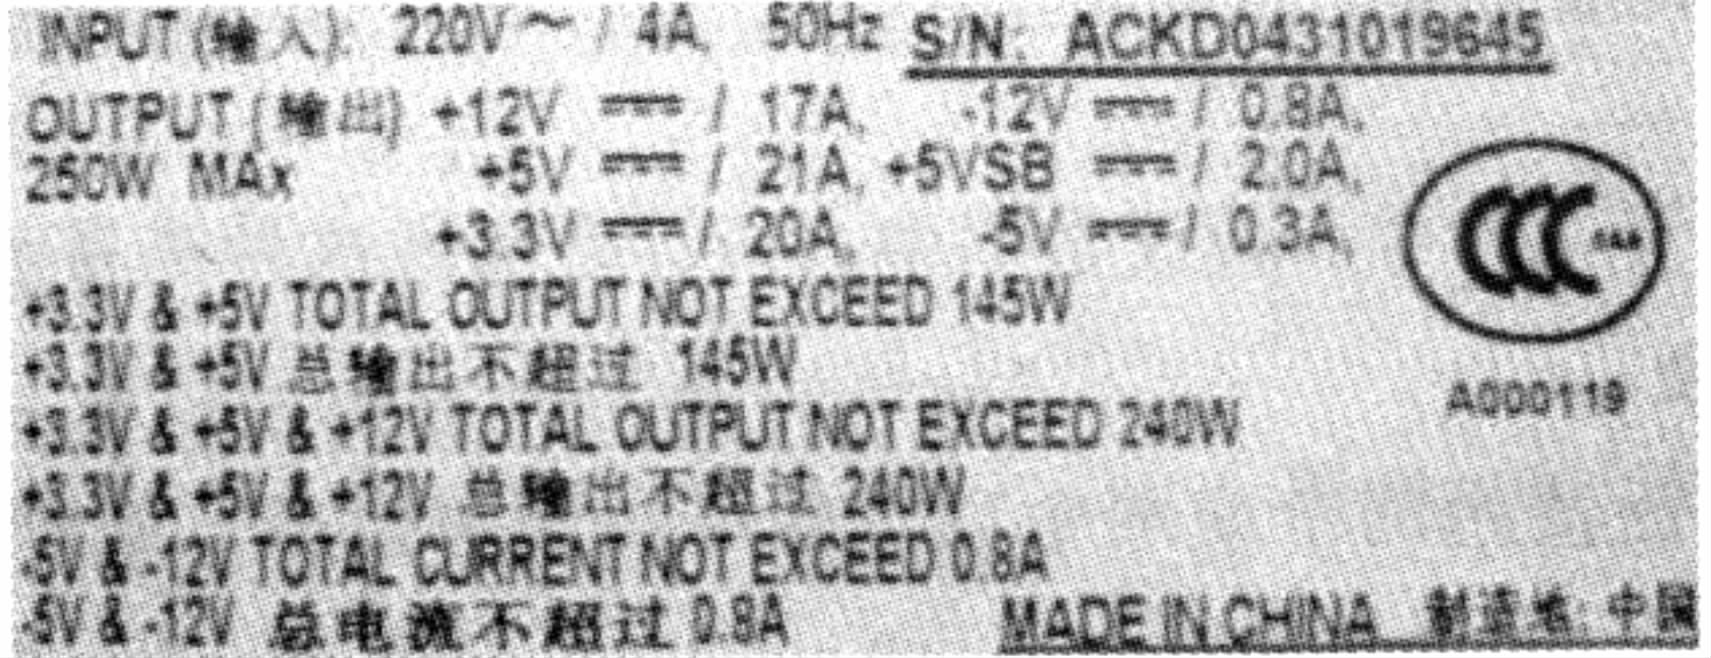 INPUT (输入): 220V～ / 4A, 50Hz S/N: ACKD0431019645
OUTPUT (输出) +12V ⎓ / 17A, -12V ⎓ / 0.8A,
250W MAx +5V ⎓ / 21A, +5VSB ⎓ / 2.0A,
+3.3V ⎓ / 20A, -5V ⎓ / 0.3A,
CCC
+3.3V & +5V TOTAL OUTPUT NOT EXCEED 145W
+3.3V & +5V 总输出不超过 145W
A000119
+3.3V & +5V & +12V TOTAL OUTPUT NOT EXCEED 240W
+3.3V & +5V & +12V 总输出不超过 240W
-5V & -12V TOTAL CURRENT NOT EXCEED 0.8A
-5V & -12V 总电流不超过 0.8A
MADE IN CHINA 制造地: 中国